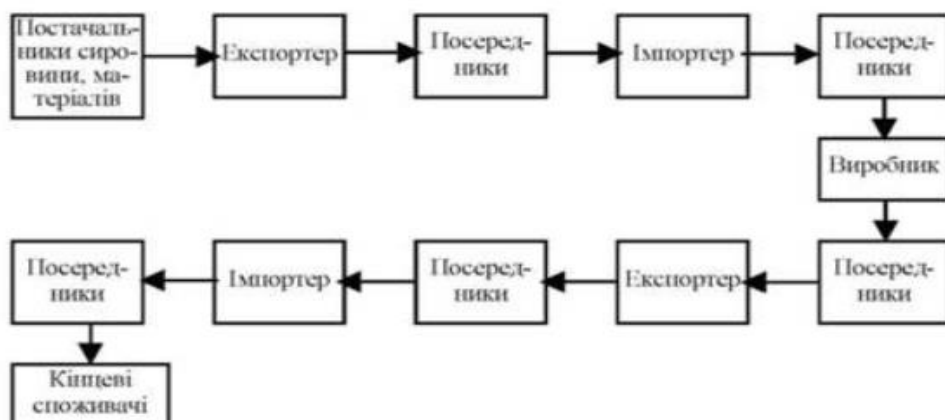 Постачаль-
ники сиро-
вини, ма-
теріалів
Експортер
Посеред-
ники
Імпортер
Посеред-
ники
Виробник
Посеред-
ники
Експортер
Посеред-
ники
Імпортер
Посеред-
ники
Кінцеві
споживачі